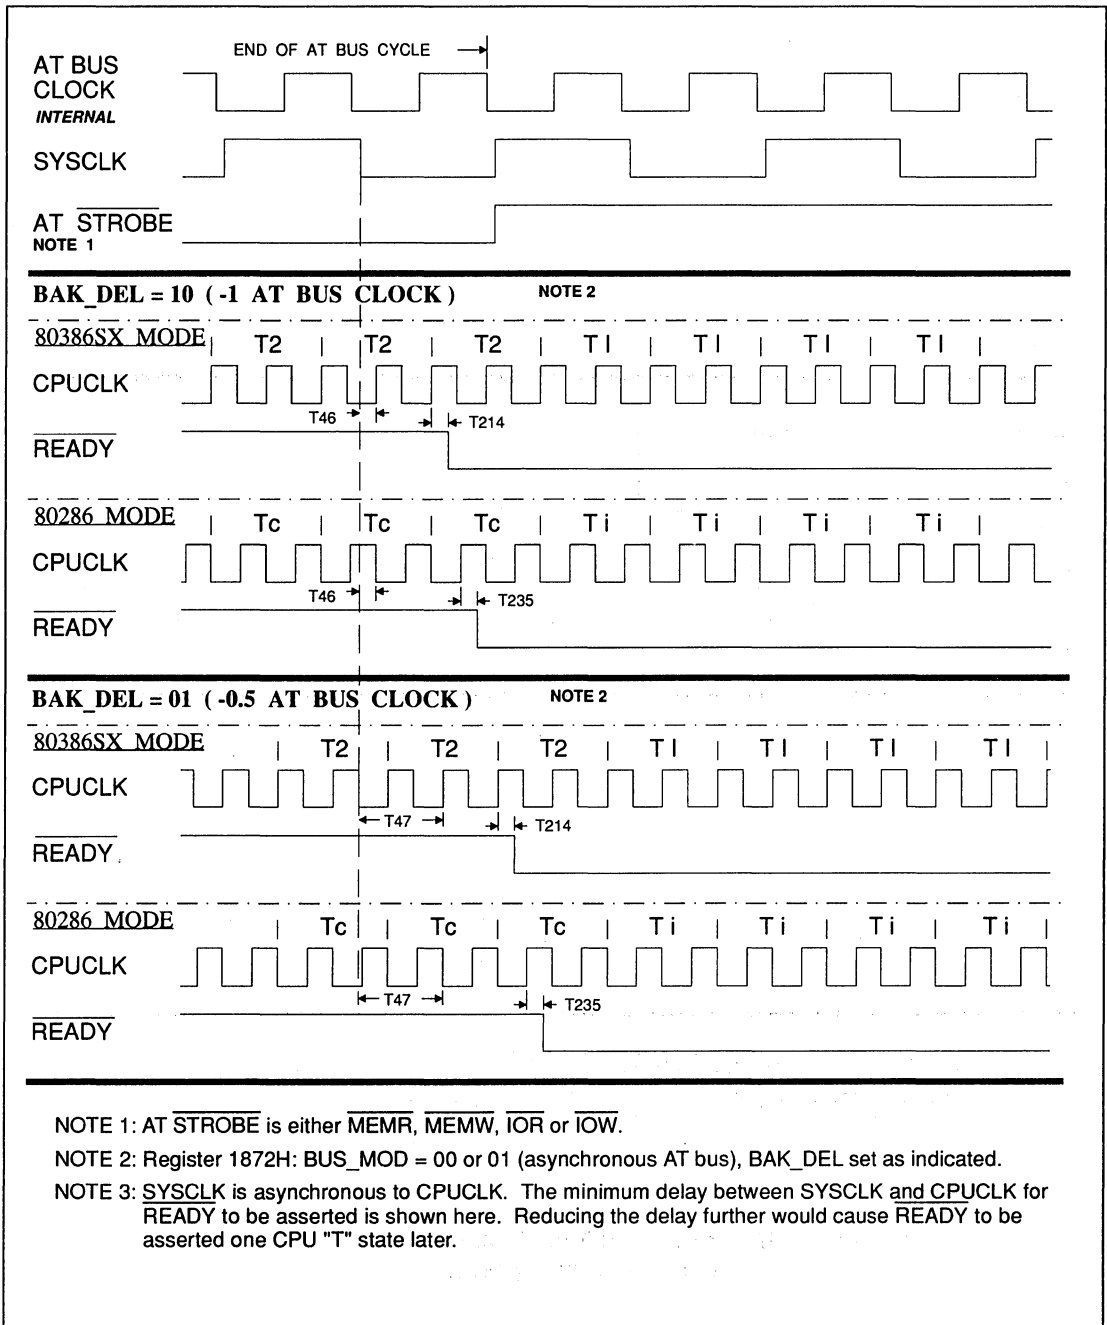 END OF AT BUS CYCLE
AT BUS
CLOCK
INTERNAL
SYSCLK
AT STROBE
NOTE 1
BAK_DEL = 10 ( -1 AT BUS CLOCK ) NOTE 2
80386SX MODE | T2 | T2 | T2 | T I | T I | T I | T I |
CPUCLK
T46 T214
READY
80286 MODE | Tc | Tc | Tc | T i | T i | T i | T i |
CPUCLK
T46 T235
READY
BAK_DEL = 01 ( -0.5 AT BUS CLOCK ) NOTE 2
80386SX MODE | T2 | T2 | T2 | T I | T I | T I | T I |
CPUCLK
T47 T214
READY
80286 MODE | Tc | Tc | Tc | T i | T i | T i | T i |
CPUCLK
T47 T235
READY
NOTE 1: AT STROBE is either MEMR, MEMW, IOR or IOW.
NOTE 2: Register 1872H: BUS_MOD = 00 or 01 (asynchronous AT bus), BAK_DEL set as indicated.
NOTE 3: SYSCLK is asynchronous to CPUCLK. The minimum delay between SYSCLK and CPUCLK for
READY to be asserted is shown here. Reducing the delay further would cause READY to be
asserted one CPU "T" state later.